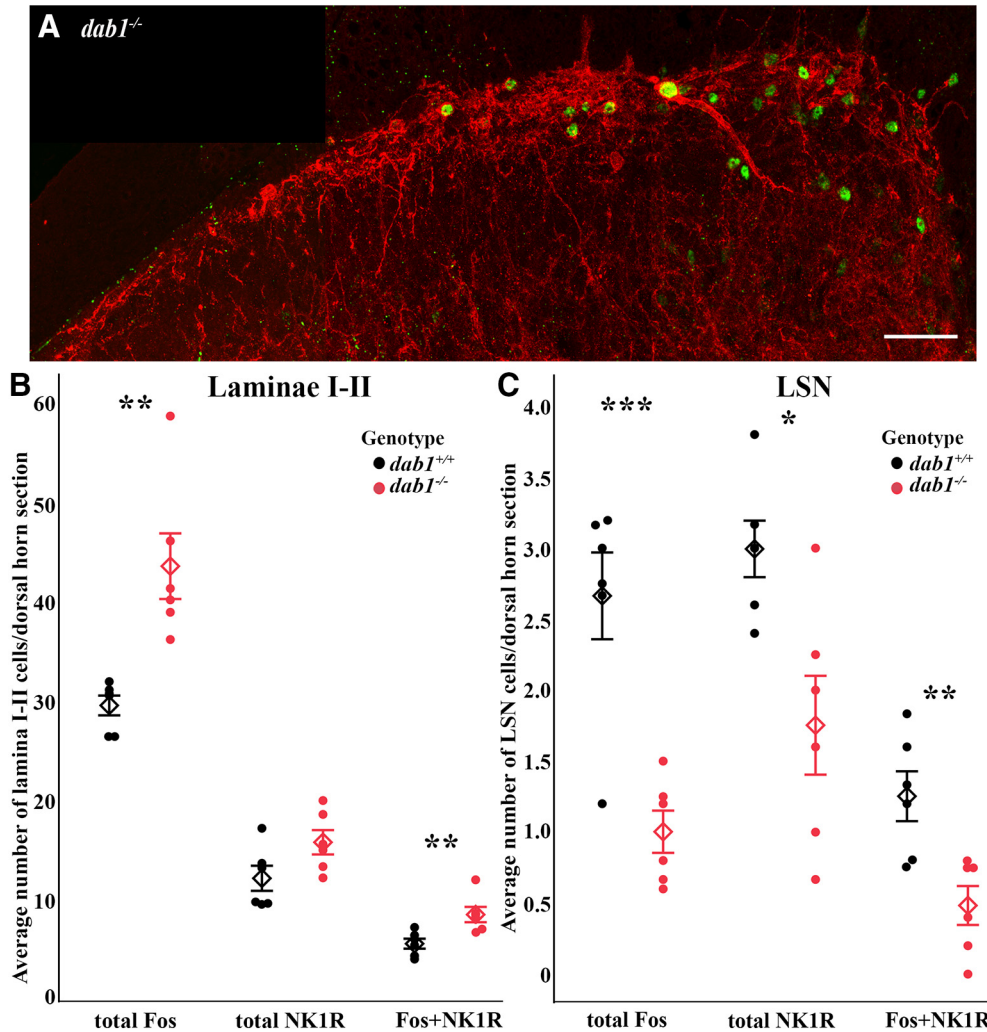 A dab1-/-
B Laminae I-II
60
50
40
30
20
10
0
Average number of lamina I-II cells/dorsal horn section
**
**
Genotype
dab1+/+
dab1-/-
total Fos total NK1R Fos+NK1R
C LSN
4.0
3.5
3.0
2.5
2.0
1.5
1.0
0.5
0
Average number of LSN cells/dorsal horn section
***
*
**
Genotype
dab1+/+
dab1-/-
total Fos total NK1R Fos+NK1R